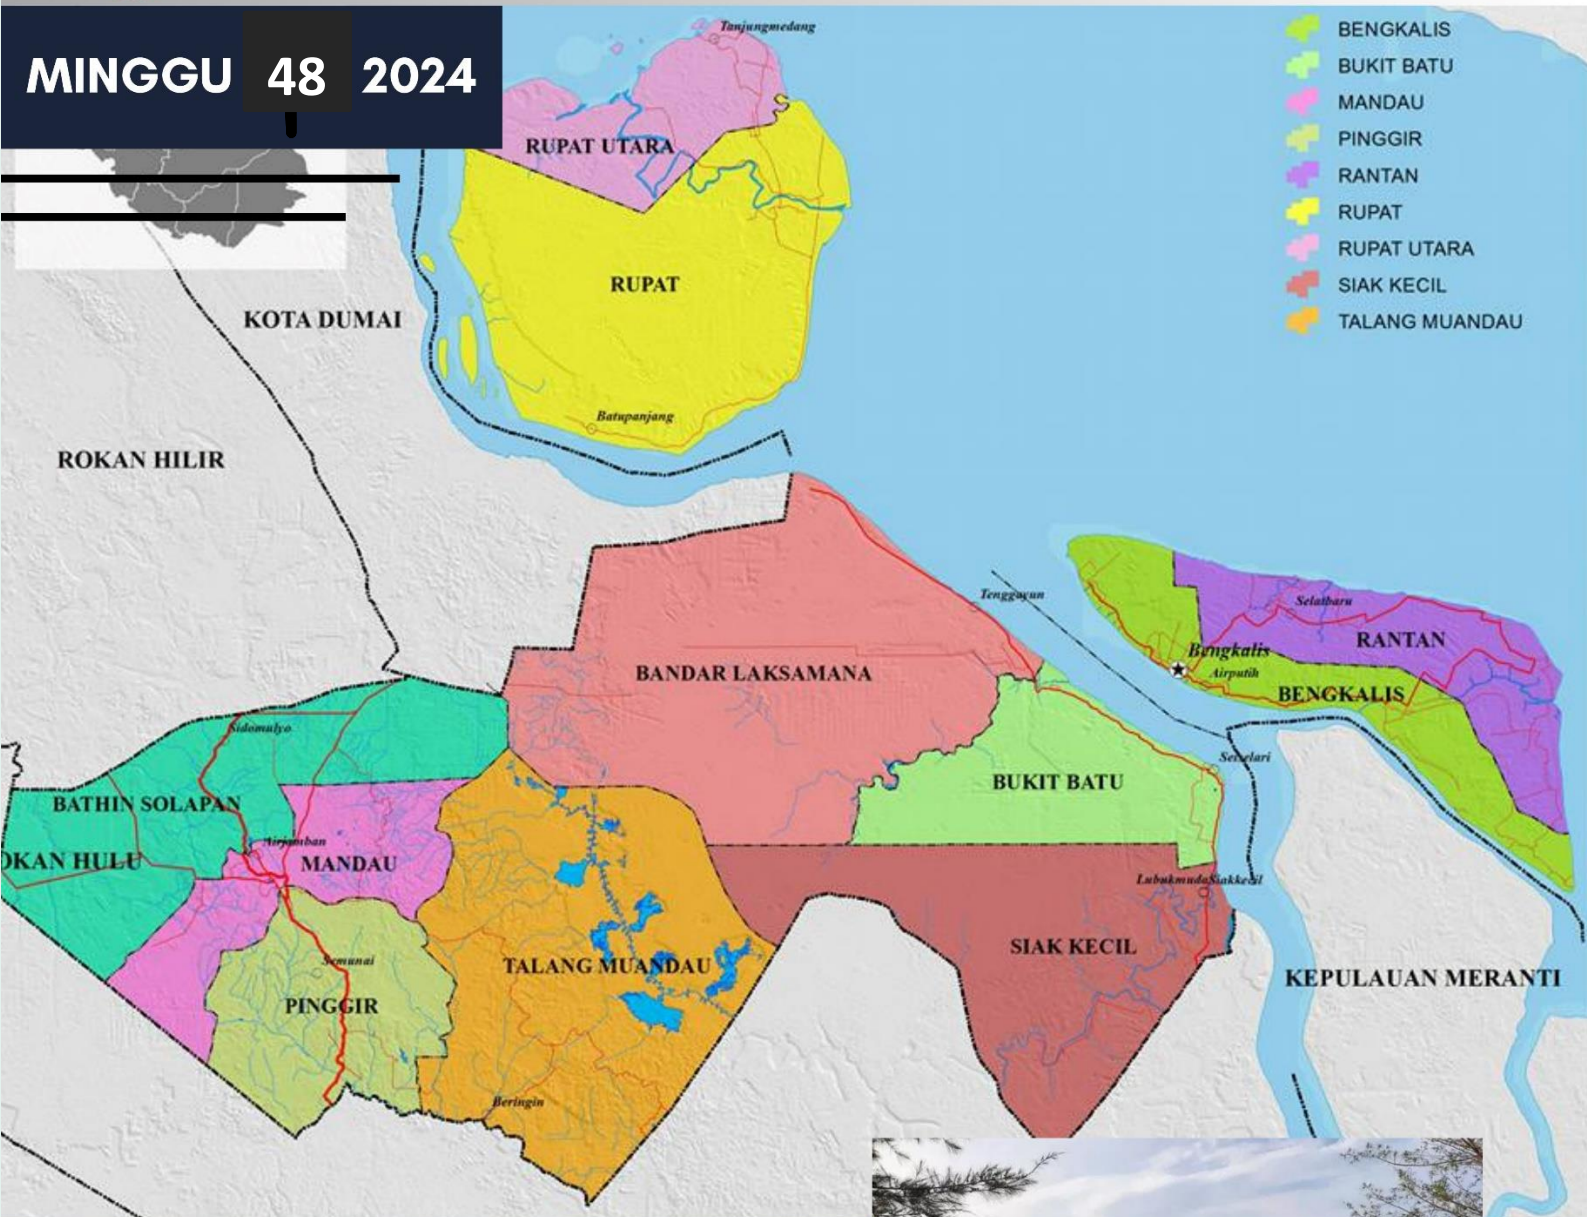 MINGGU 48 2024
Tanjungmedang
BENGKALIS
BUKIT BATU
MANDAU
PINGGIR
RANTAN
RUPAT
RUPAT UTARA
SIAK KECIL
TALANG MUANDAU
RUPAT UTARA
RUPAT
KOTA DUMAI
Batupanjang
ROKAN HILIR
Tenggayun
Selatbaru
RANTAN
Bengkalis
Airputih
BENGKALIS
BANDAR LAKSAMANA
Sidomulyo
Seiselari
BUKIT BATU
BATHIN SOLAPAN
Airjamban
OKAN HULU
MANDAU
LubukmudaSiakkecil
SIAK KECIL
Semunai
TALANG MUANDAU
KEPULAUAN MERANTI
PINGGIR
Beringin